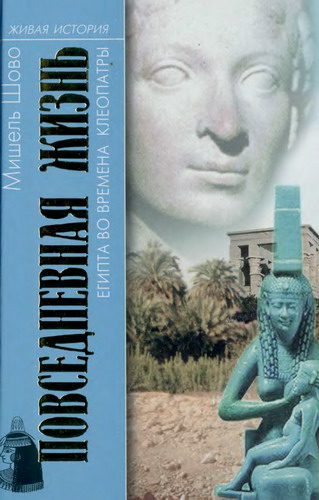 ЖИВАЯ ИСТОРИЯ
Мишель Шово
ПОВСЕДНЕВНАЯ ЖИЗНЬ
ЕГИПТА ВО ВРЕМЕНА КЛЕОПАТРЫ